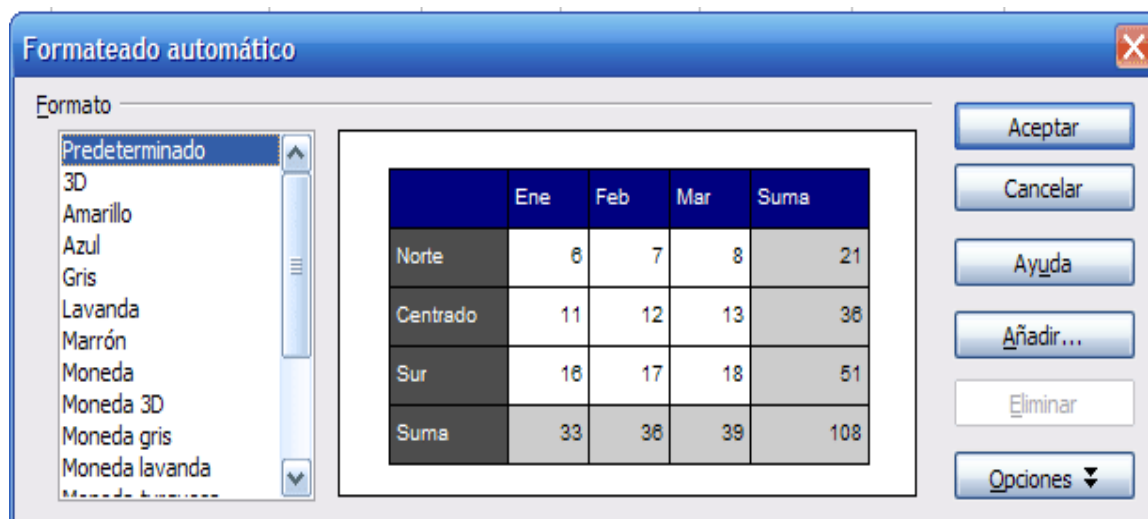 Formateado automático
Formato
Predeterminado
3D
Amarillo
Azul
Gris
Lavanda
Marrón
Moneda
Moneda 3D
Moneda gris
Moneda lavanda
Ene Feb Mar Suma
Norte 6 7 8 21
Centrado 11 12 13 36
Sur 16 17 18 51
Suma 33 36 39 108
Aceptar
Cancelar
Ayuda
Añadir...
Eliminar
Opciones